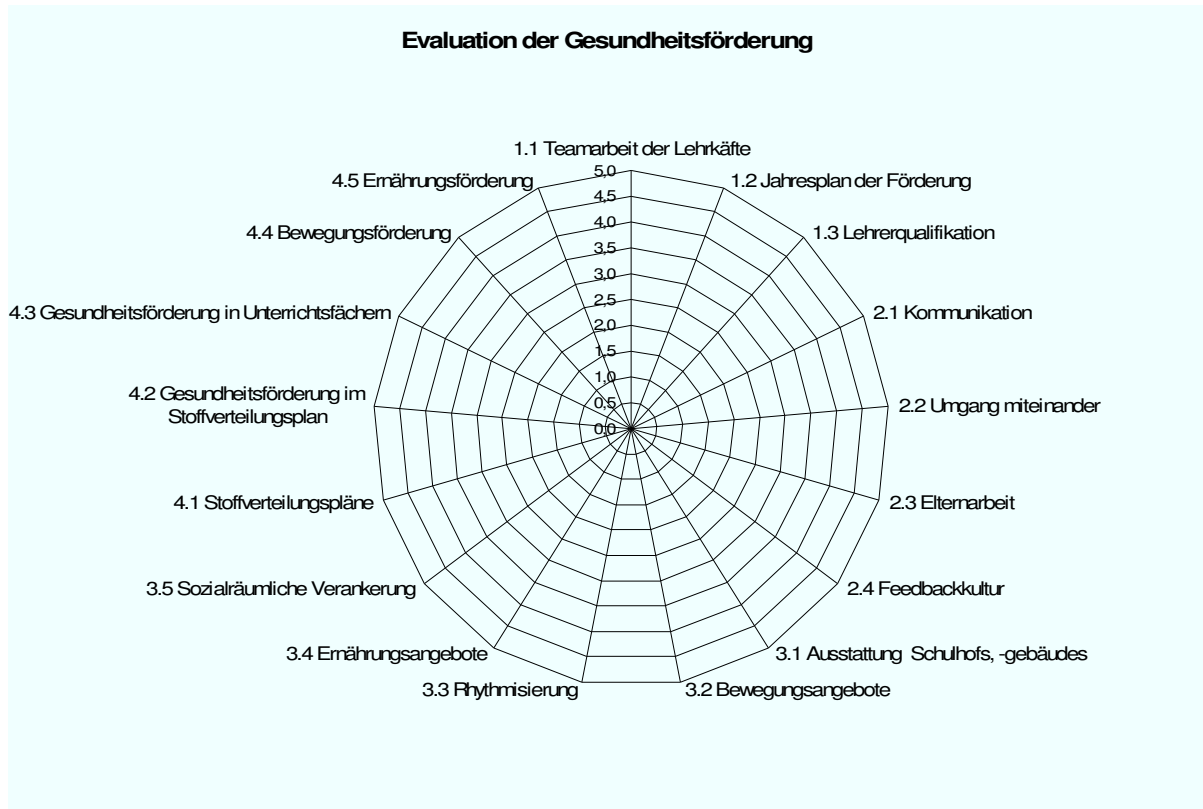 Evaluation der Gesundheitsförderung
1.1 Teamarbeit der Lehrkäfte
1.2 Jahresplan der Förderung
1.3 Lehrerqualifikation
2.1 Kommunikation
2.2 Umgang miteinander
2.3 Elternarbeit
2.4 Feedbackkultur
3.1 Ausstattung Schulhofs, -gebäudes
3.2 Bewegungsangebote
3.3 Rhythmisierung
3.4 Ernährungsangebote
3.5 Sozialräumliche Verankerung
4.1 Stoffverteilungspläne
4.2 Gesundheitsförderung im
Stoffverteilungsplan
4.3 Gesundheitsförderung in Unterrichtsfächern
4.4 Bewegungsförderung
4.5 Ernährungsförderung
5,0
4,5
4,0
3,5
3,0
2,5
2,0
1,5
1,0
0,5
0,0